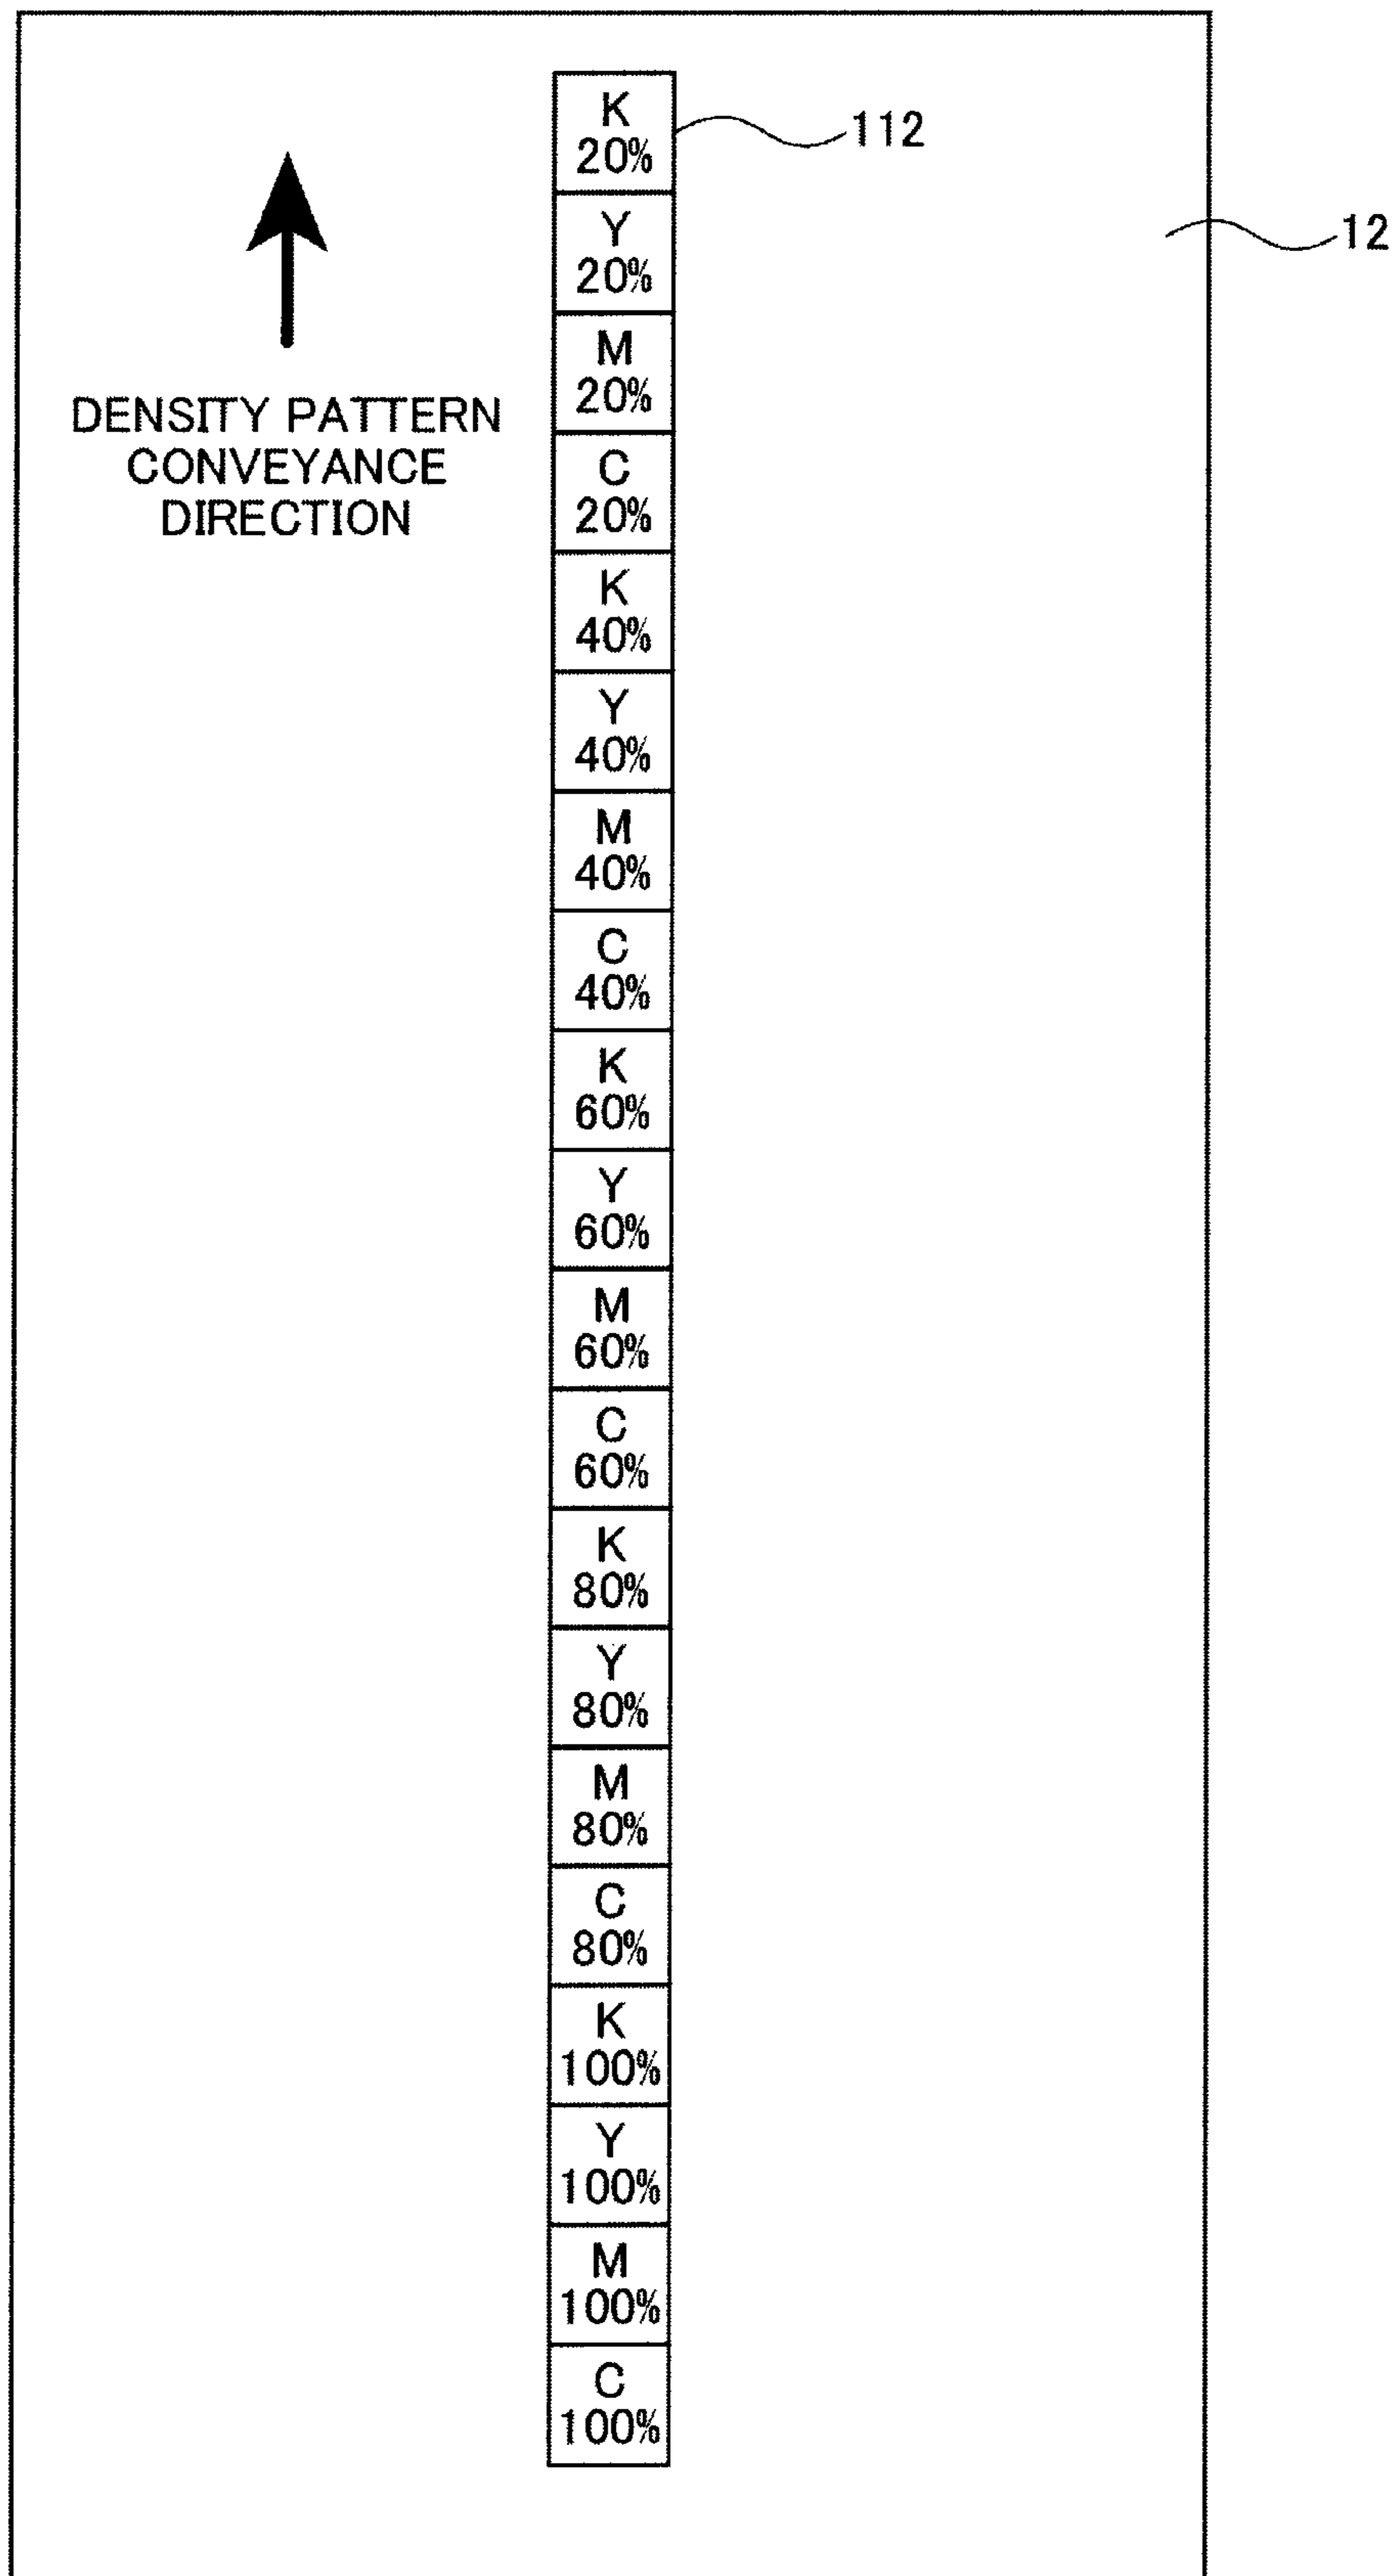 K
20%
112
Y
20%
12
M
20%
DENSITY PATTERN
CONVEYANCE
DIRECTION
C
20%
K
40%
Y
40%
M
40%
C
40%
K
60%
Y
60%
M
60%
C
60%
K
80%
Y
80%
M
80%
C
80%
K
100%
Y
100%
M
100%
C
100%